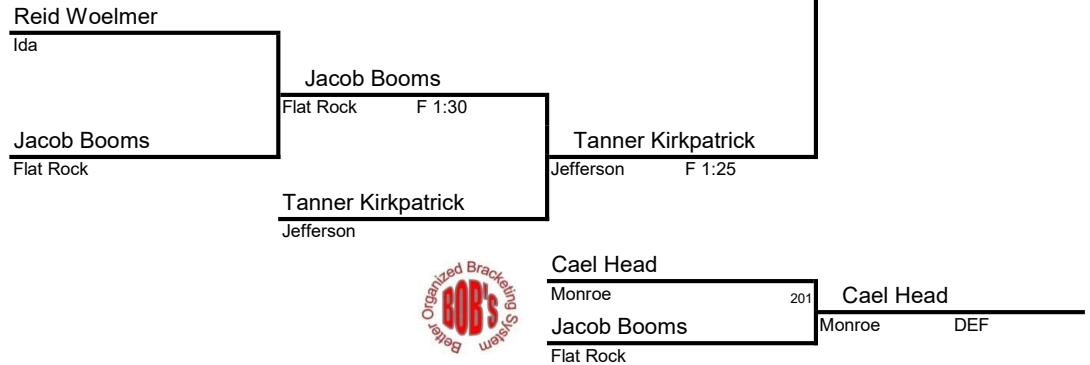 Reid Woelmer
Ida
Jacob Booms
Flat Rock F 1:30
Jacob Booms
Flat Rock
Tanner Kirkpatrick
Jefferson F 1:25
Tanner Kirkpatrick
Jefferson
Better Organized Bracketing System
BOB's
Cael Head
Monroe 201
Cael Head
Monroe DEF
Jacob Booms
Flat Rock